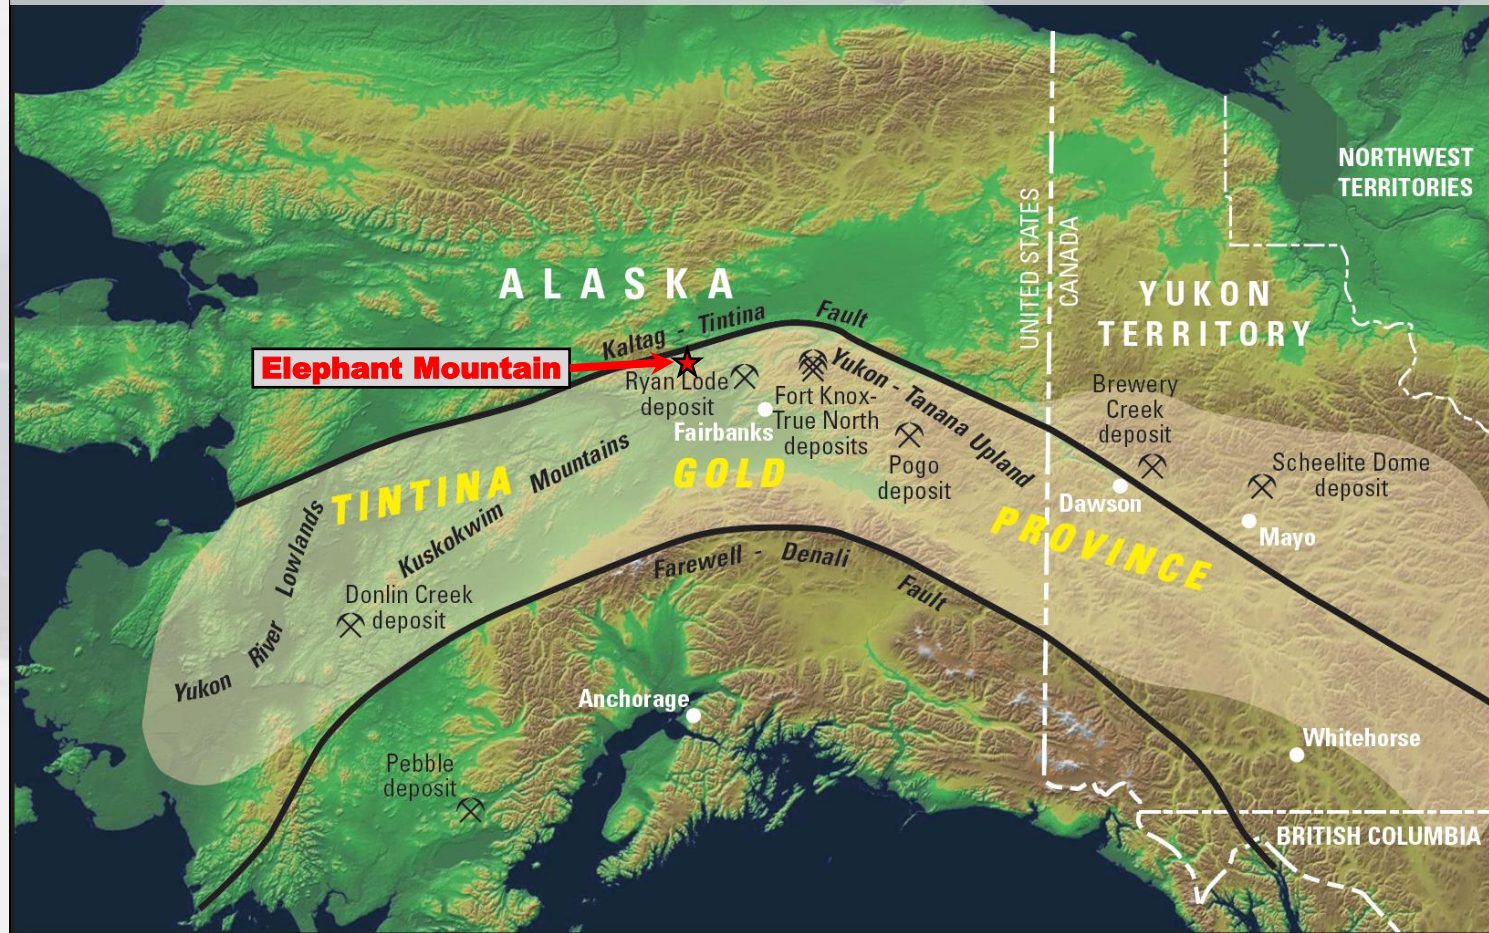 NORTHWEST
TERRITORIES
UNITED STATES
CANADA
ALASKA
YUKON
TERRITORY
Kaltag - Tintina Fault
Elephant Mountain
Ryan Lode
deposit
Fort Knox-
True North
deposits
Fairbanks
Yukon - Tanana Upland
Brewery
Creek
deposit
Pogo
deposit
Scheelite Dome
deposit
Dawson
Mayo
TINTINA GOLD PROVINCE
Kuskokwim Mountains
Yukon River Lowlands
Donlin Creek
deposit
Farewell - Denali Fault
Anchorage
Pebble
deposit
Whitehorse
BRITISH COLUMBIA